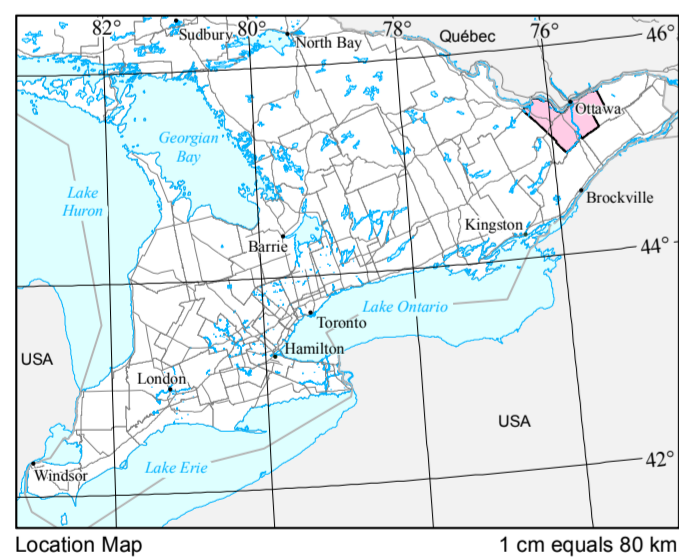 82°
Sudbury
80°
North Bay
78°
Québec
76°
46°
Ottawa
Georgian
Bay
Lake
Huron
Brockville
Kingston
Barrie
44°
Lake Ontario
Toronto
USA
Hamilton
London
USA
42°
Lake Erie
Windsor
Location Map
1 cm equals 80 km